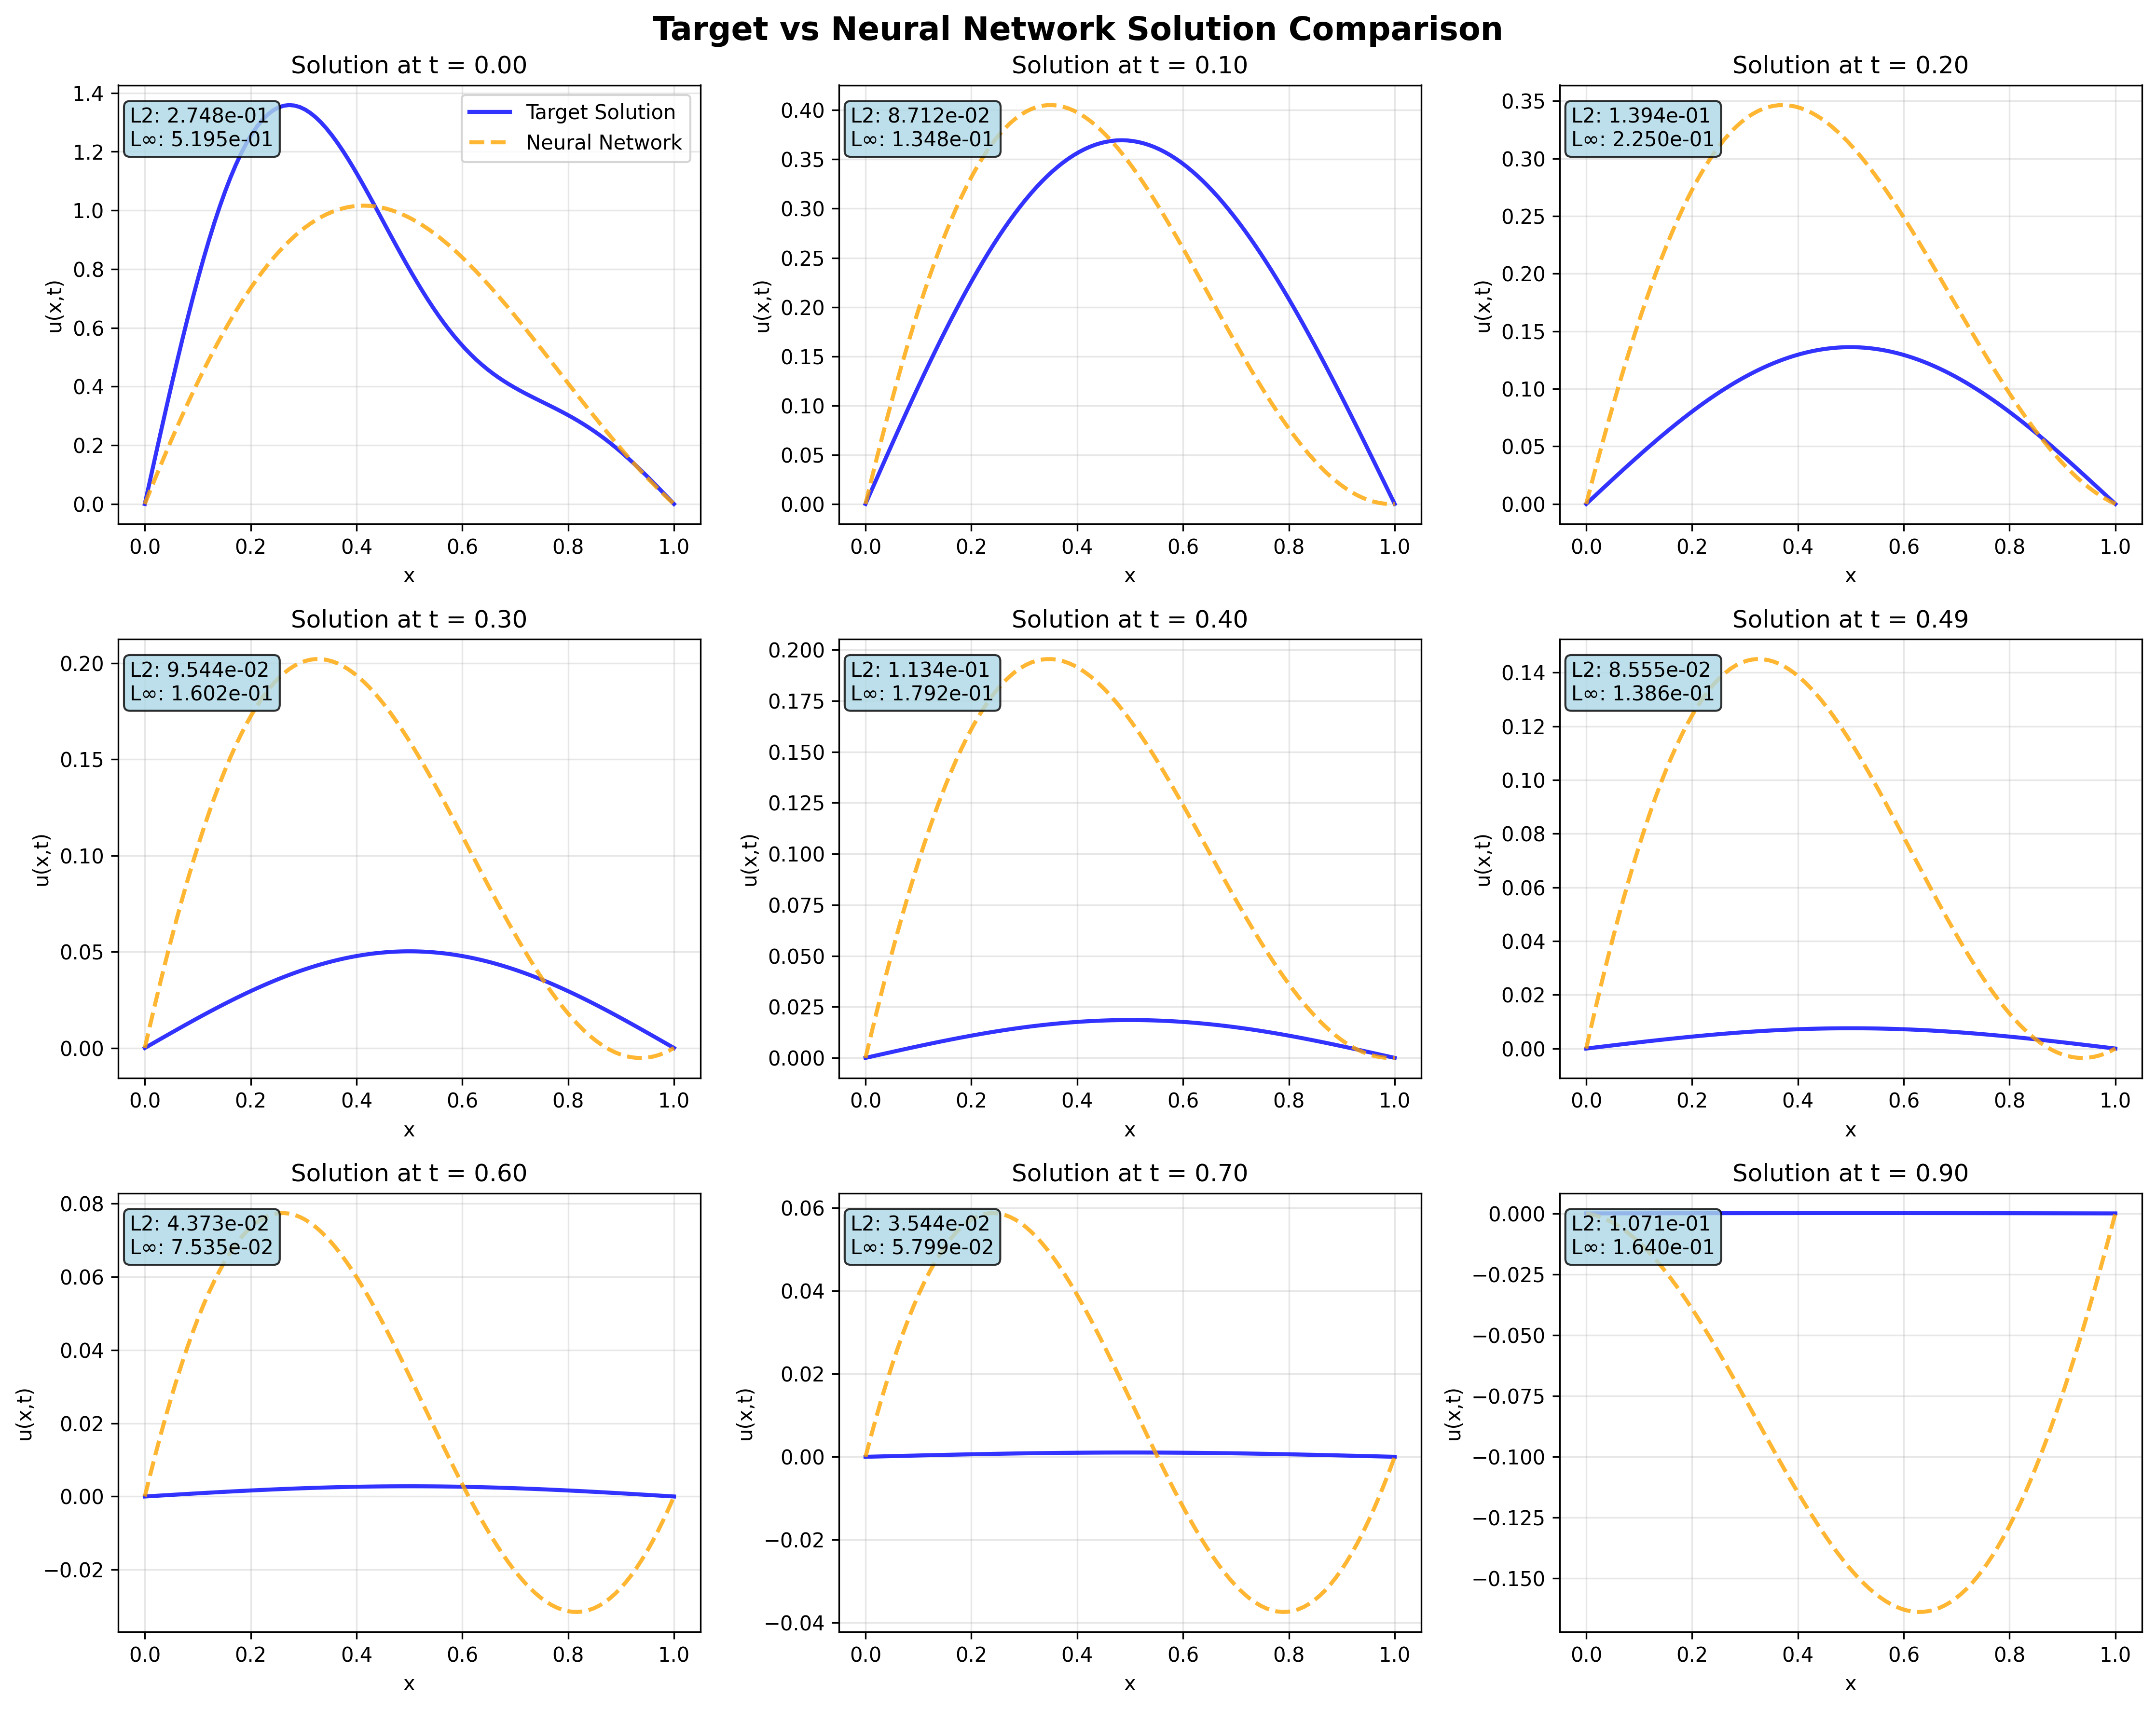 Target vs Neural Network Solution Comparison
Solution at t = 0.00
L2: 2.748e-01
L∞: 5.195e-01
Target Solution
Neural Network
u(x,t)
1.4
1.2
1.0
0.8
0.6
0.4
0.2
0.0
0.0 0.2 0.4 0.6 0.8 1.0
x
Solution at t = 0.10
L2: 8.712e-02
L∞: 1.348e-01
u(x,t)
0.40
0.35
0.30
0.25
0.20
0.15
0.10
0.05
0.00
0.0 0.2 0.4 0.6 0.8 1.0
x
Solution at t = 0.20
L2: 1.394e-01
L∞: 2.250e-01
u(x,t)
0.35
0.30
0.25
0.20
0.15
0.10
0.05
0.00
0.0 0.2 0.4 0.6 0.8 1.0
x
Solution at t = 0.30
L2: 9.544e-02
L∞: 1.602e-01
u(x,t)
0.20
0.15
0.10
0.05
0.00
0.0 0.2 0.4 0.6 0.8 1.0
x
Solution at t = 0.40
L2: 1.134e-01
L∞: 1.792e-01
u(x,t)
0.200
0.175
0.150
0.125
0.100
0.075
0.050
0.025
0.000
0.0 0.2 0.4 0.6 0.8 1.0
x
Solution at t = 0.49
L2: 8.555e-02
L∞: 1.386e-01
u(x,t)
0.14
0.12
0.10
0.08
0.06
0.04
0.02
0.00
0.0 0.2 0.4 0.6 0.8 1.0
x
Solution at t = 0.60
L2: 4.373e-02
L∞: 7.535e-02
u(x,t)
0.08
0.06
0.04
0.02
0.00
−0.02
0.0 0.2 0.4 0.6 0.8 1.0
x
Solution at t = 0.70
L2: 3.544e-02
L∞: 5.799e-02
u(x,t)
0.06
0.04
0.02
0.00
−0.02
−0.04
0.0 0.2 0.4 0.6 0.8 1.0
x
Solution at t = 0.90
L2: 1.071e-01
L∞: 1.640e-01
u(x,t)
0.000
−0.025
−0.050
−0.075
−0.100
−0.125
−0.150
0.0 0.2 0.4 0.6 0.8 1.0
x